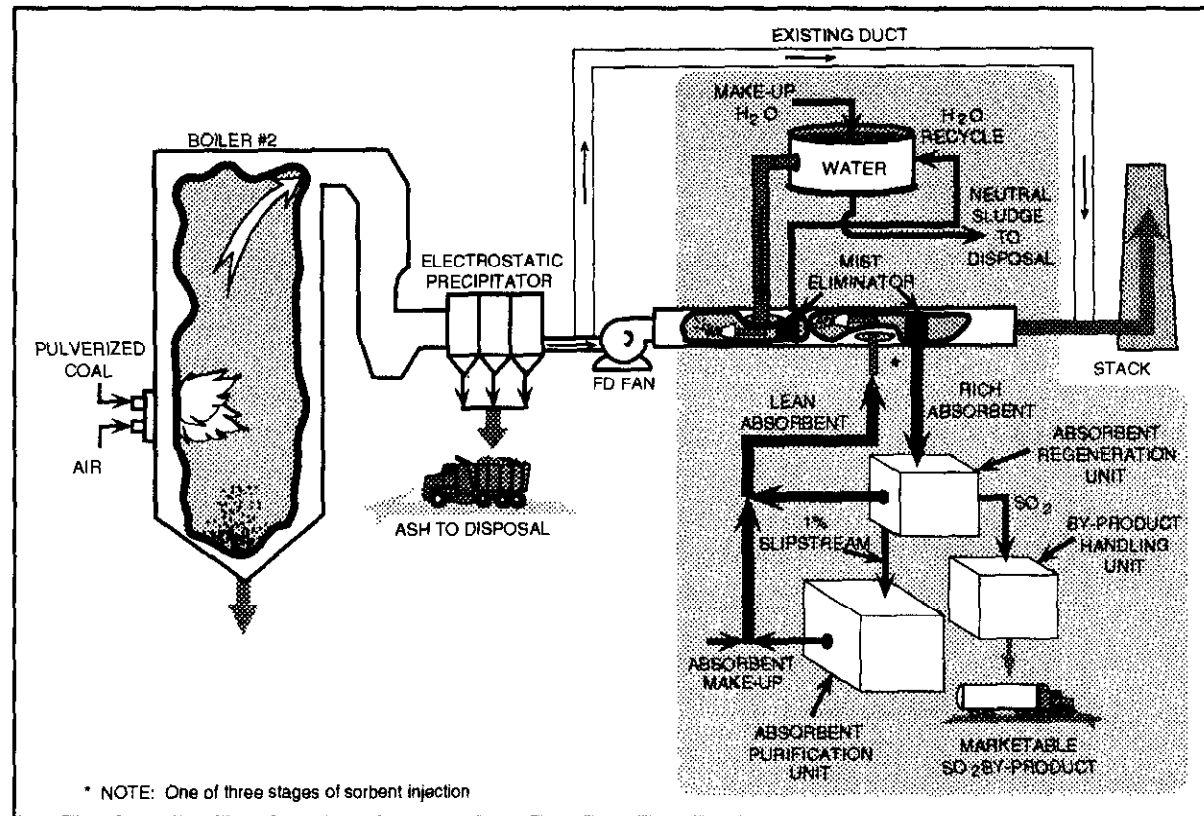 EXISTING DUCT
MAKE-UP
H2O
H2O
RECYCLE
BOILER #2
WATER
NEUTRAL
SLUDGE
TO
DISPOSAL
MIST
ELIMINATOR
ELECTROSTATIC
PRECIPITATOR
PULVERIZED
COAL
AIR
FD FAN
STACK
*
LEAN
ABSORBENT
RICH
ABSORBENT
ABSORBENT
REGENERATION
UNIT
SO2
1%
SLIPSTREAM
BY-PRODUCT
HANDLING
UNIT
ASH TO DISPOSAL
ABSORBENT
MAKE-UP
ABSORBENT
PURIFICATION
UNIT
MARKETABLE
SO2 BY-PRODUCT
* NOTE: One of three stages of sorbent injection